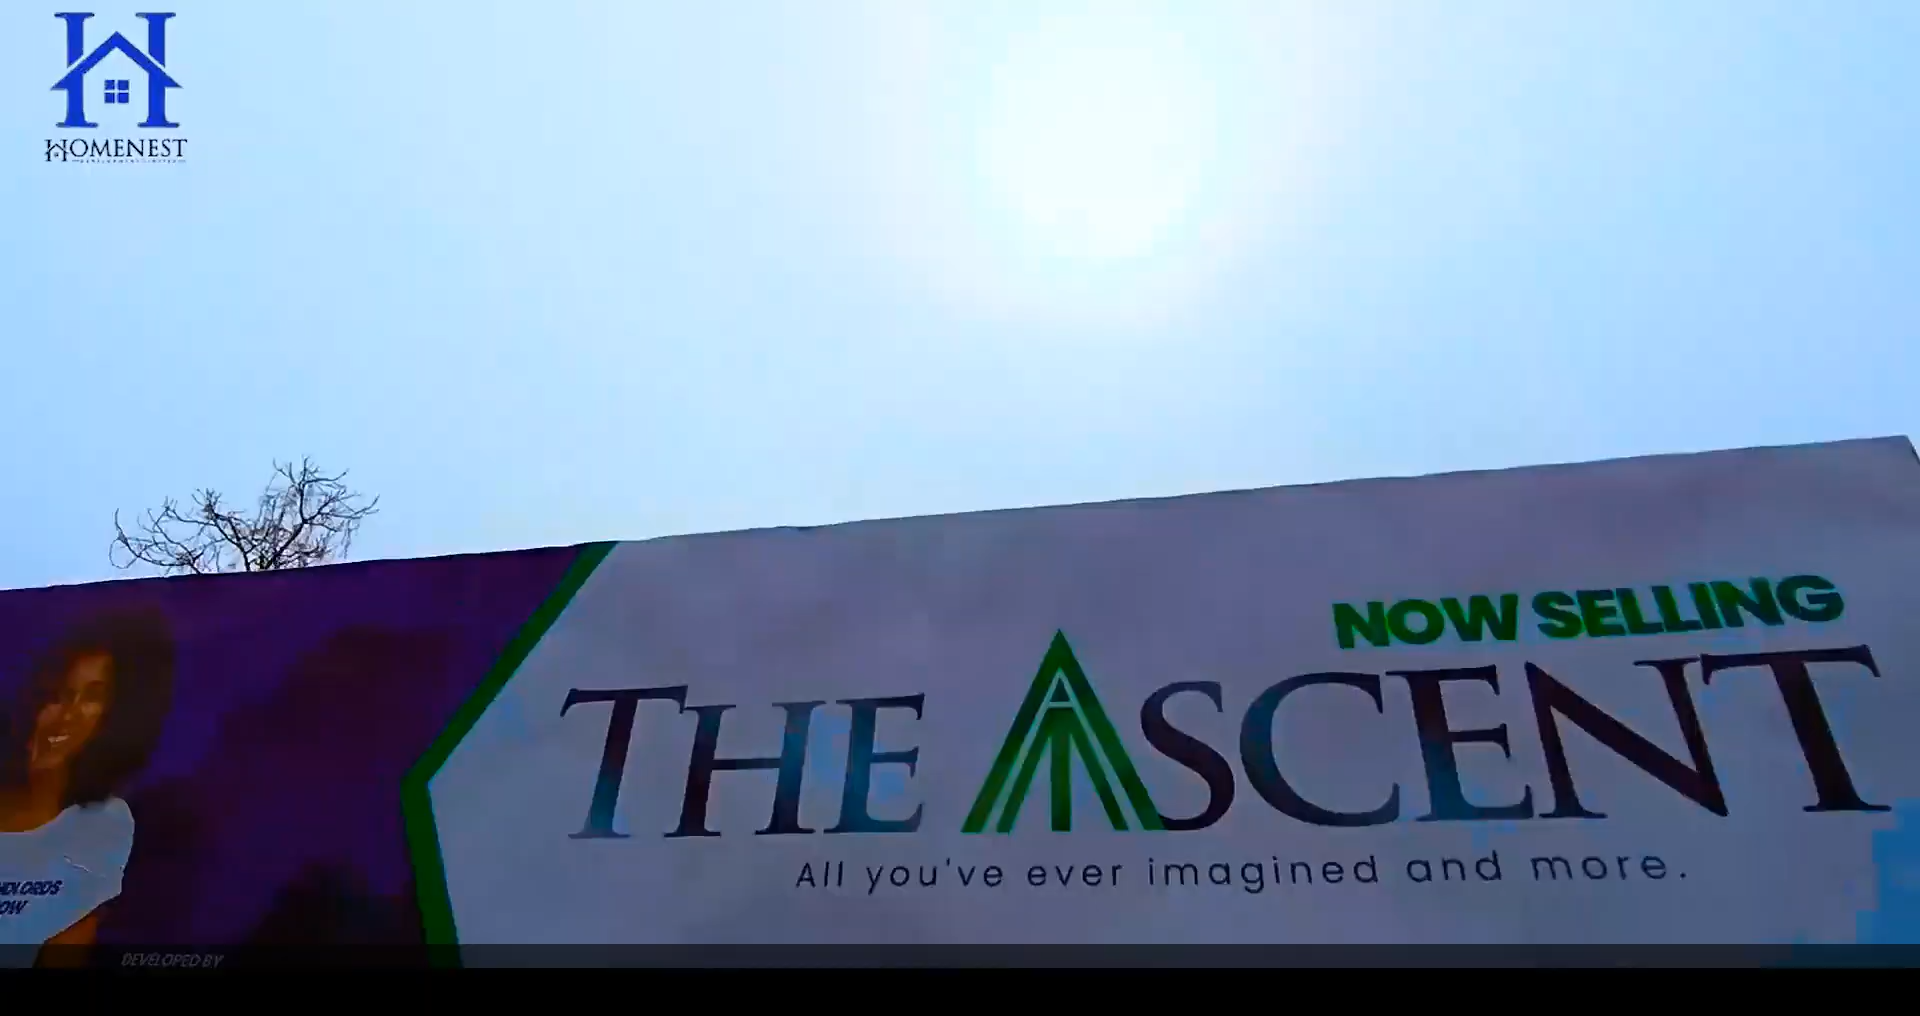 HOMENEST
NOW SELLING
THE ASCENT
All you've ever imagined and more.
DEVELOPED BY